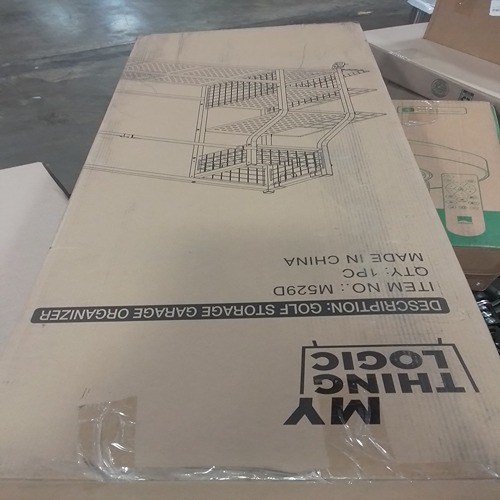 MY
THING
LOGIC
DESCRIPTION: GOLF STORAGE GARAGE ORGANIZER
ITEM NO.: M529D
QTY: 1PC
MADE IN CHINA